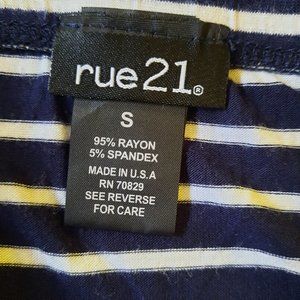 rue21®
S
95% RAYON
5% SPANDEX
MADE IN U.S.A
RN 70829
SEE REVERSE
FOR CARE